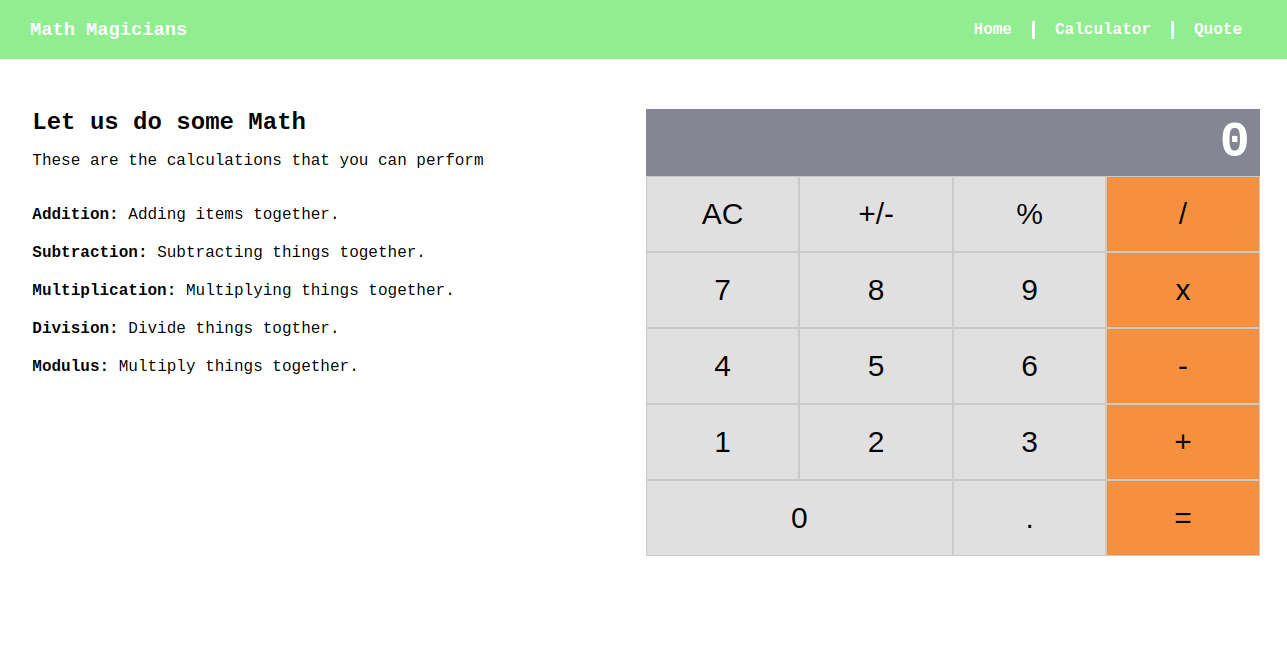 Math Magicians
Home | Calculator | Quote
Let us do some Math
These are the calculations that you can perform
Addition: Adding items together.
Subtraction: Subtracting things together.
Multiplication: Multiplying things together.
Division: Divide things togther.
Modulus: Multiply things together.
0
AC +/- % /
7 8 9 x
4 5 6 -
1 2 3 +
0 . =